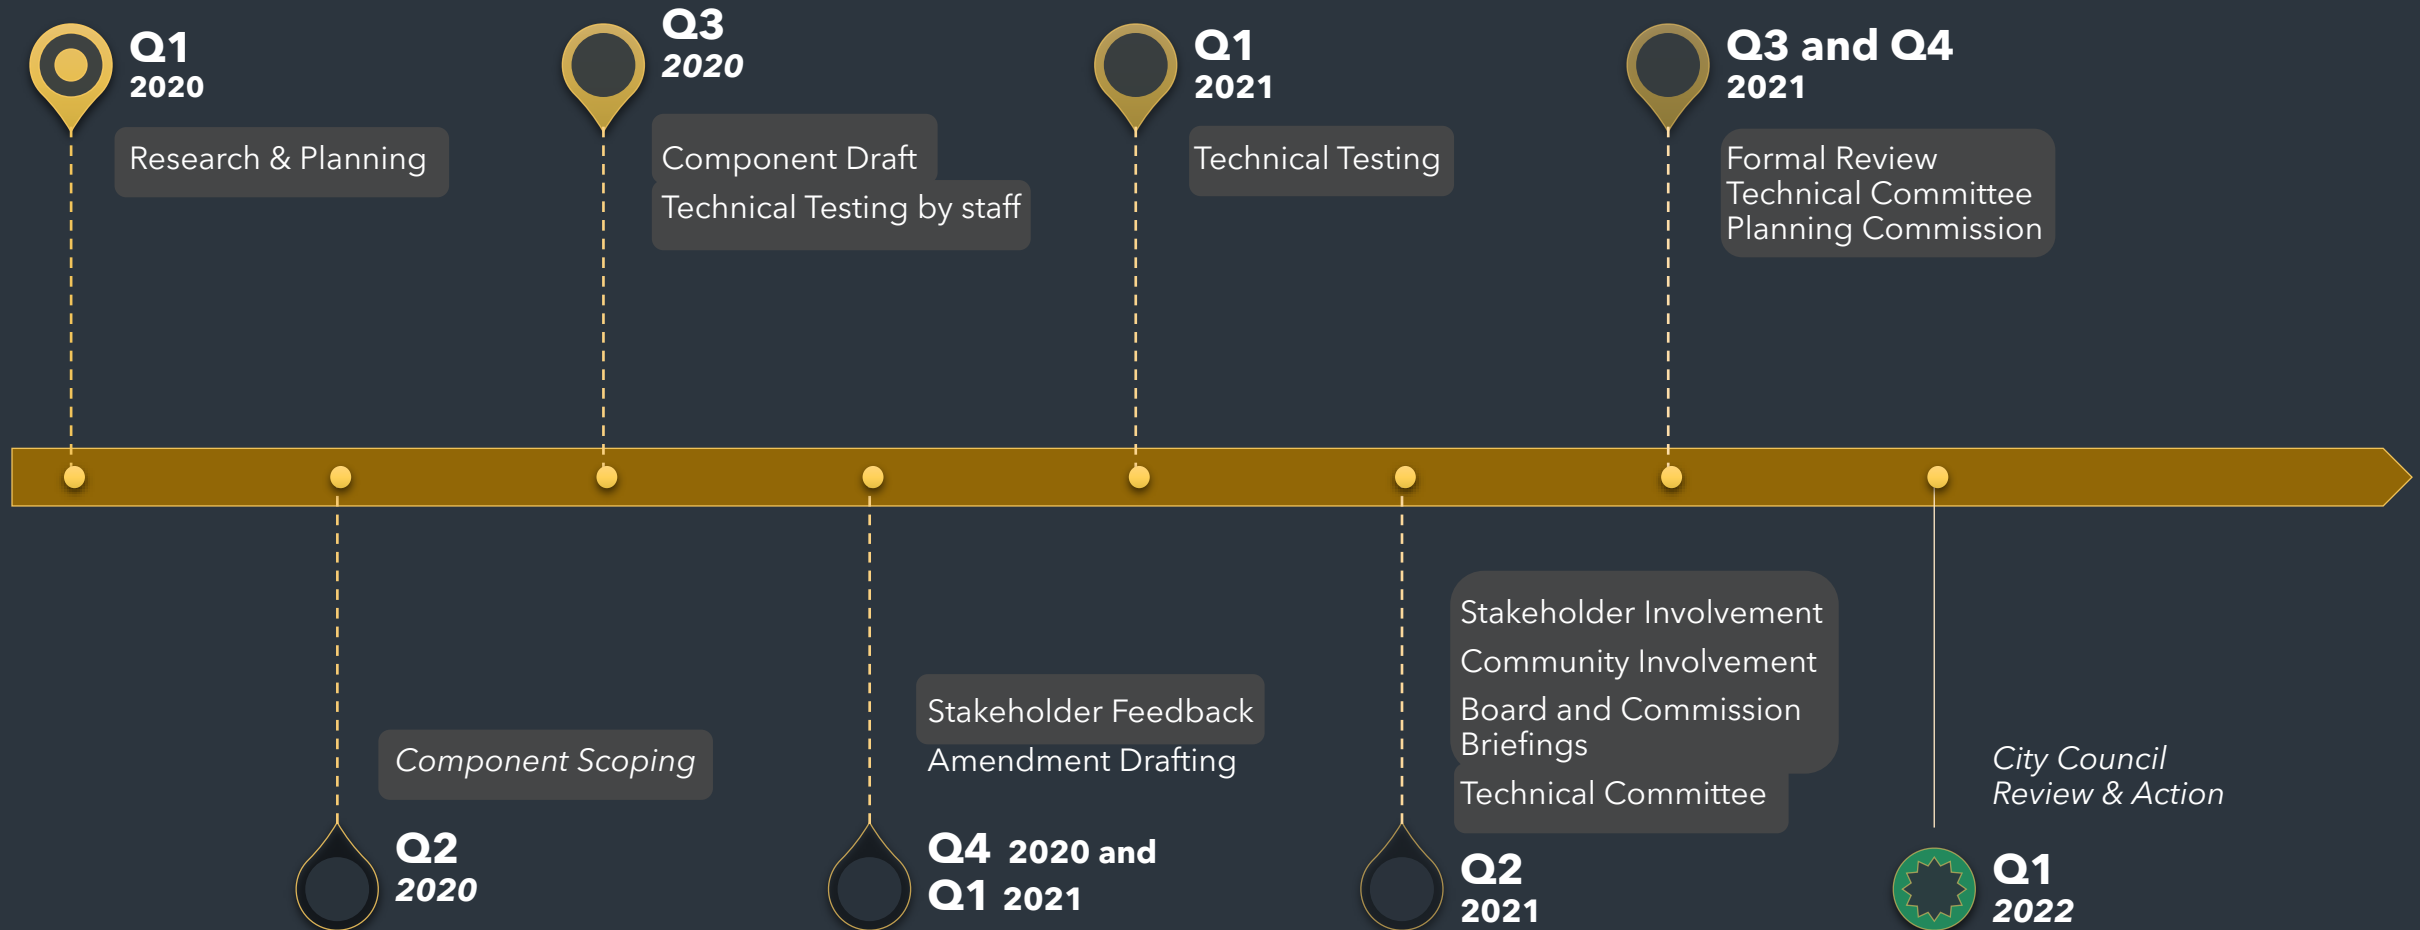 Q1
2020
Research & Planning
Q3
2020
Component Draft
Technical Testing by staff
Q1
2021
Technical Testing
Q3 and Q4
2021
Formal Review
Technical Committee
Planning Commission
Component Scoping
Q2
2020
Stakeholder Feedback
Amendment Drafting
Q4 2020 and
Q1 2021
Stakeholder Involvement
Community Involvement
Board and Commission
Briefings
Technical Committee
Q2
2021
City Council
Review & Action
Q1
2022